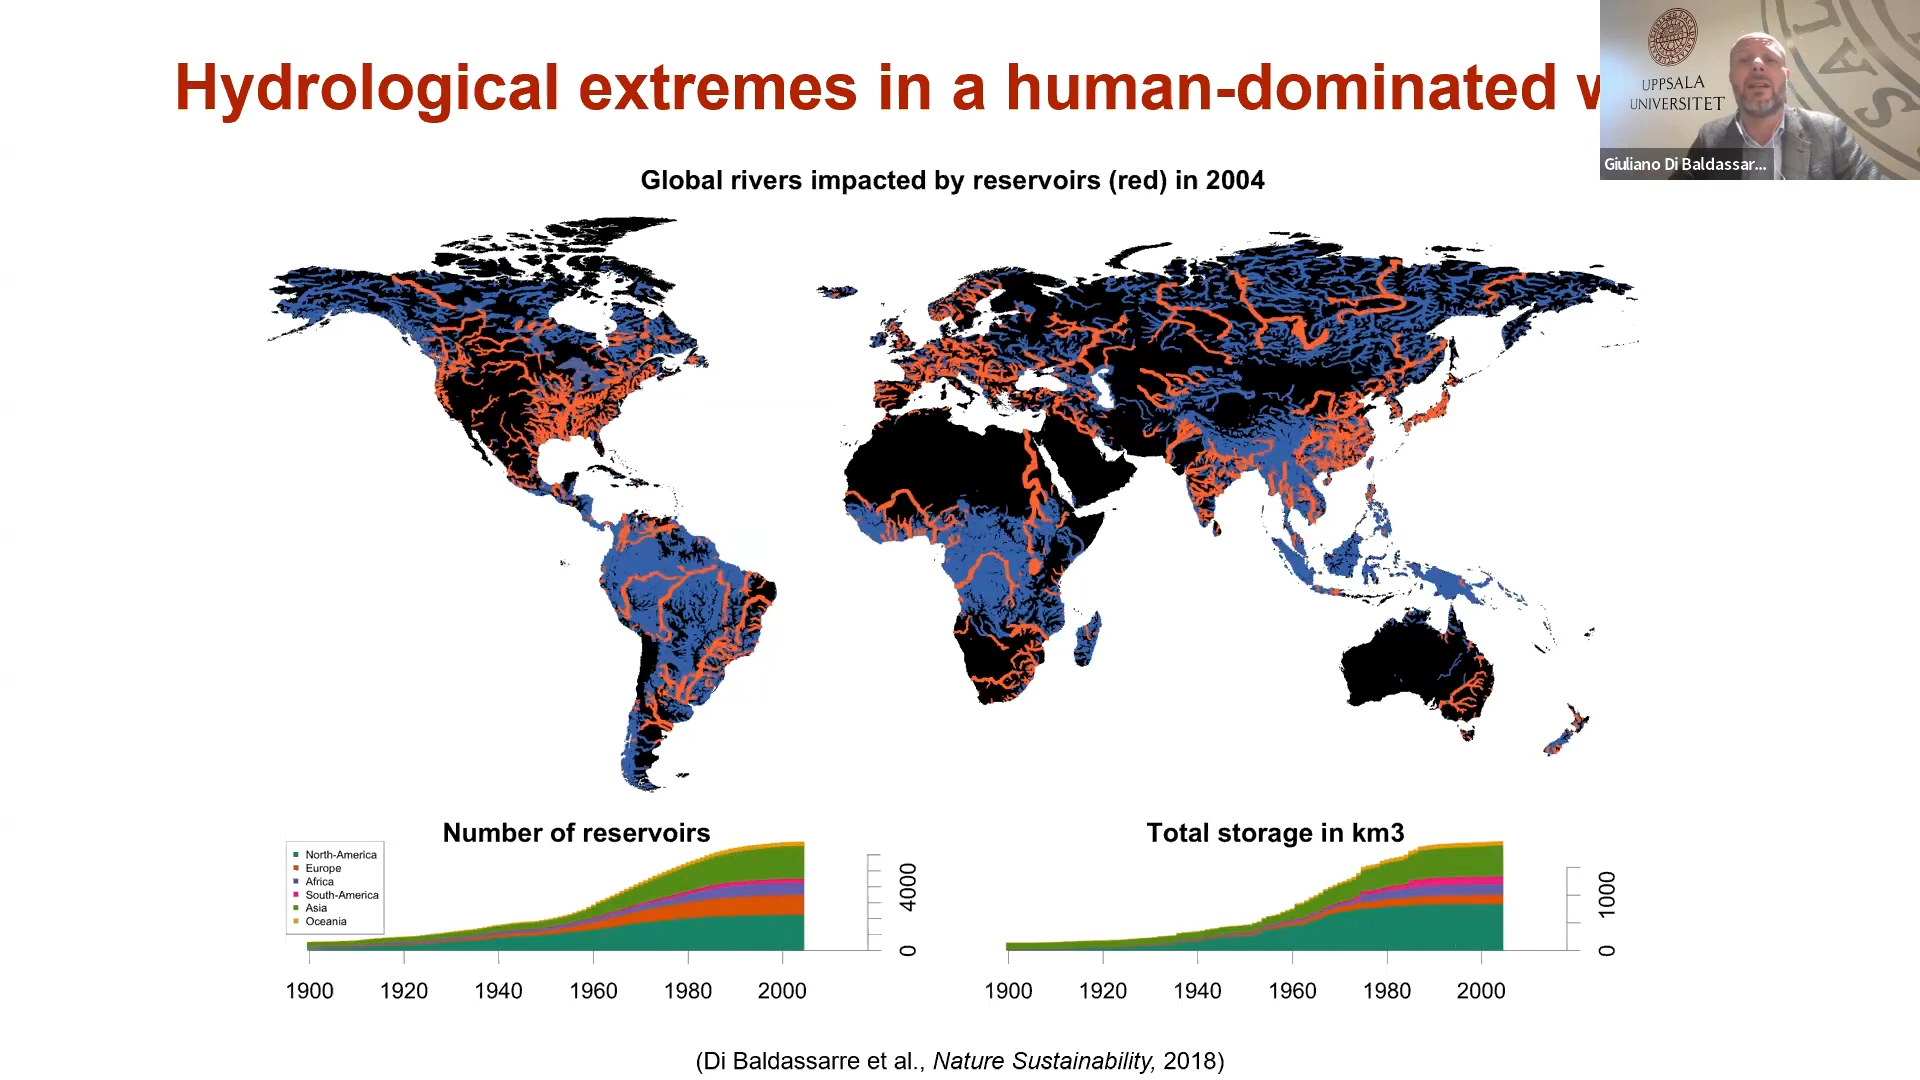 Hydrological extremes in a human-dominated
UPPSALA
UNIVERSITET
Giuliano Di Baldassar...
Global rivers impacted by reservoirs (red) in 2004
Number of reservoirs
Total storage in km3
North-America
Europe
Africa
South-America
Asia
Oceania
4000
0
1000
0
1900 1920 1940 1960 1980 2000
1900 1920 1940 1960 1980 2000
(Di Baldassarre et al., Nature Sustainability, 2018)